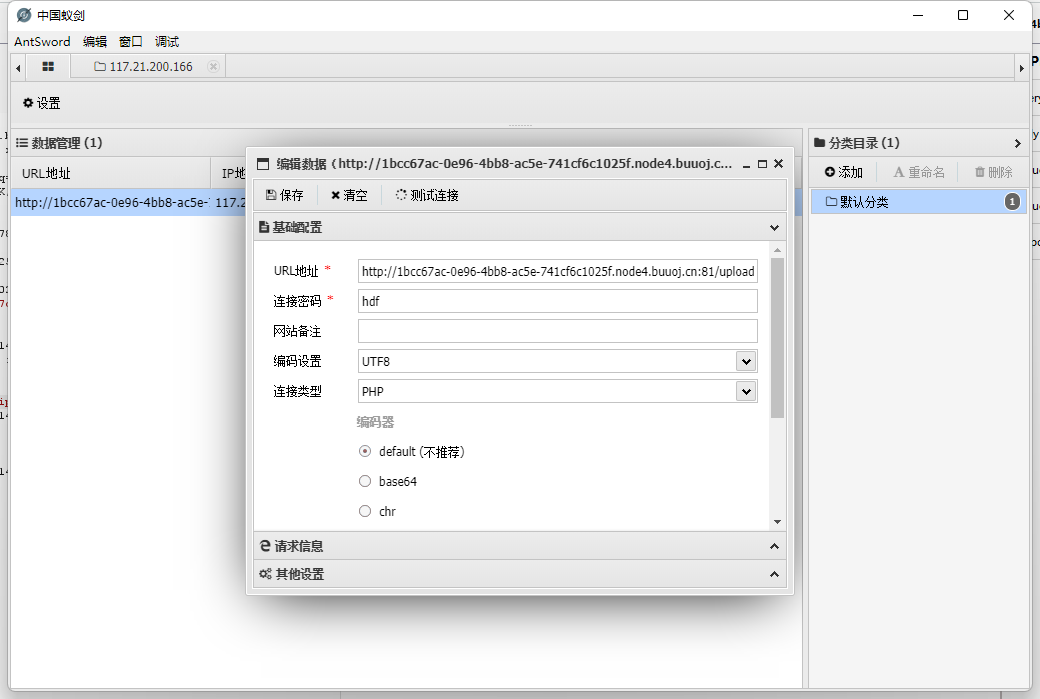 中国蚁剑
AntSword 编辑 窗口 调试
117.21.200.166
设置
数据管理 (1)
URL地址 IP地
http://1bcc67ac-0e96-4bb8-ac5e- 117.2
分类目录 (1)
添加 重命名 删除
默认分类 1
编辑数据 (http://1bcc67ac-0e96-4bb8-ac5e-741cf6c1025f.node4.buuoj.c...
保存 清空 测试连接
基础配置
URL地址 * http://1bcc67ac-0e96-4bb8-ac5e-741cf6c1025f.node4.buuoj.cn:81/upload
连接密码 * hdf
网站备注
编码设置 UTF8
连接类型 PHP
编码器
default (不推荐)
base64
chr
请求信息
其他设置